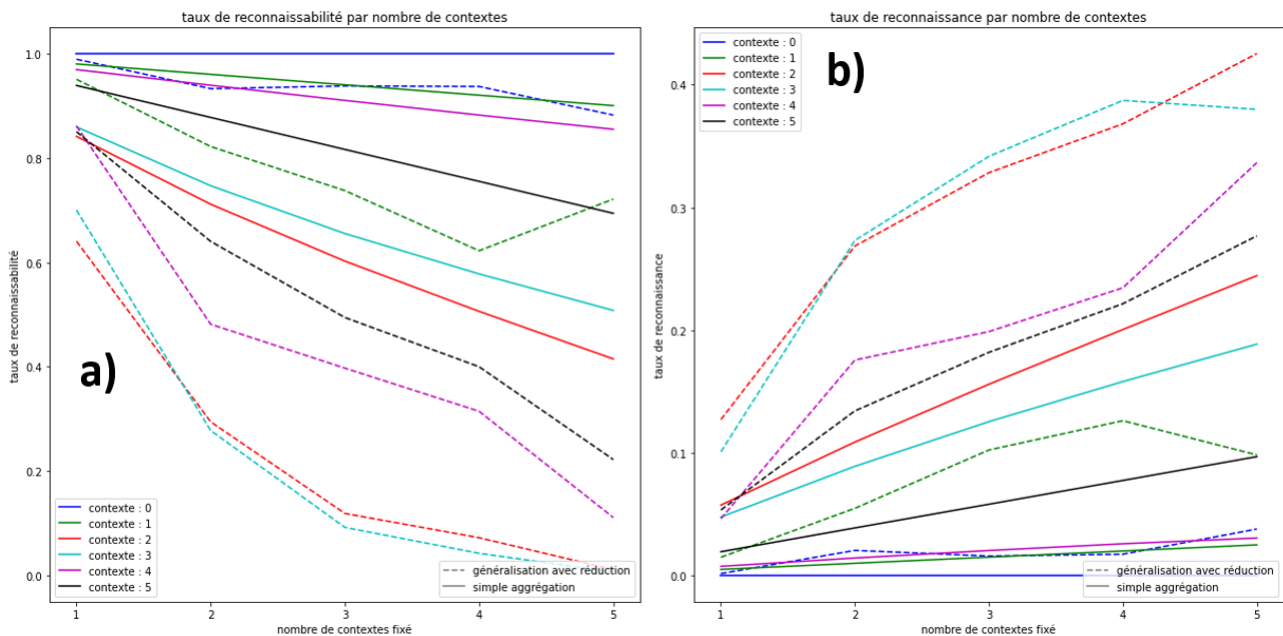 taux de reconnaissabilité par nombre de contextes
1.0
0.8
0.6
0.4
0.2
0.0
taux de reconnaissabilité
a)
contexte : 0
contexte : 1
contexte : 2
contexte : 3
contexte : 4
contexte : 5
généralisation avec réduction
simple aggrégation
1 2 3 4 5
nombre de contextes fixé
taux de reconnaissance par nombre de contextes
contexte : 0
contexte : 1
contexte : 2
contexte : 3
contexte : 4
contexte : 5
b)
0.4
0.3
0.2
0.1
0.0
taux de reconnaissance
généralisation avec réduction
simple aggrégation
1 2 3 4 5
nombre de contextes fixé